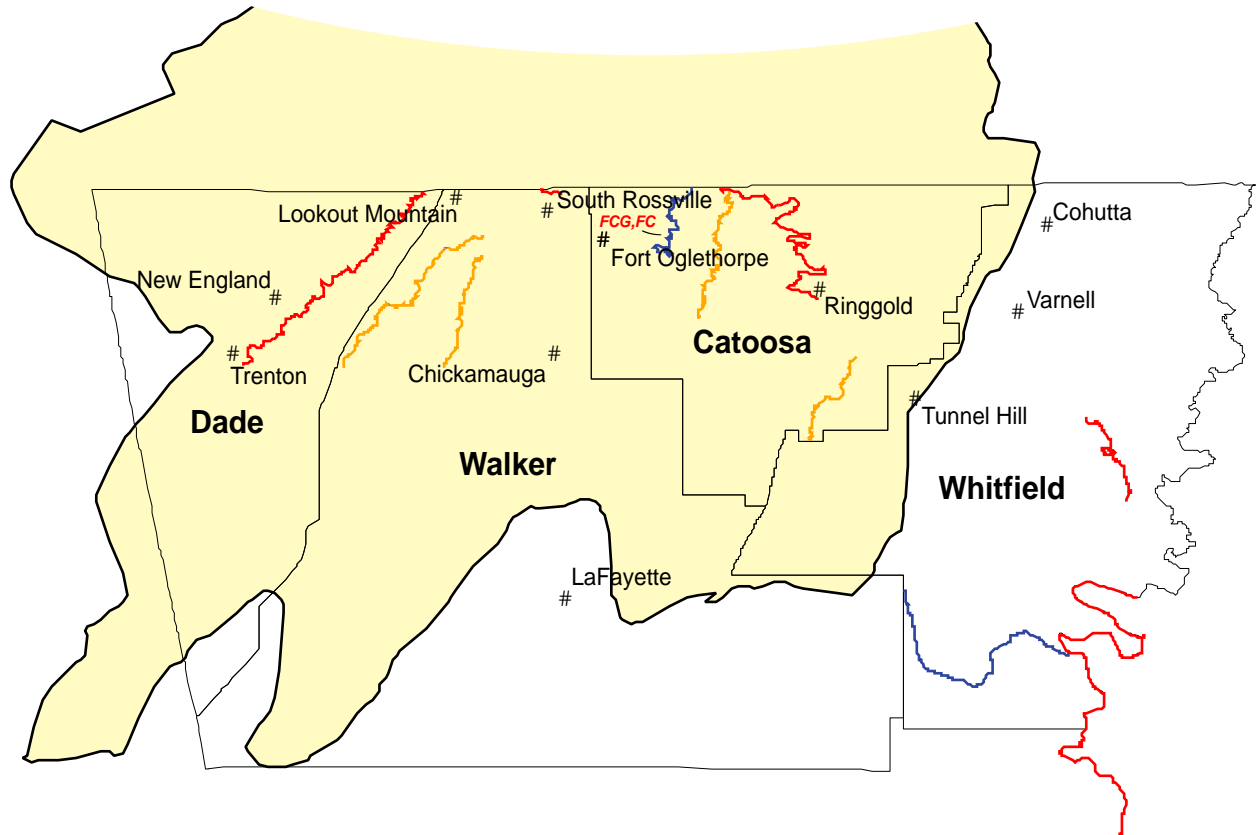 South Rossville
Lookout Mountain
Cohutta
FCG,FC
Fort Oglethorpe
New England
Ringgold
Varnell
Catoosa
Trenton
Chickamauga
Dade
Tunnel Hill
Walker
Whitfield
LaFayette
#
#
#
#
#
#
#
#
#
#
#
#